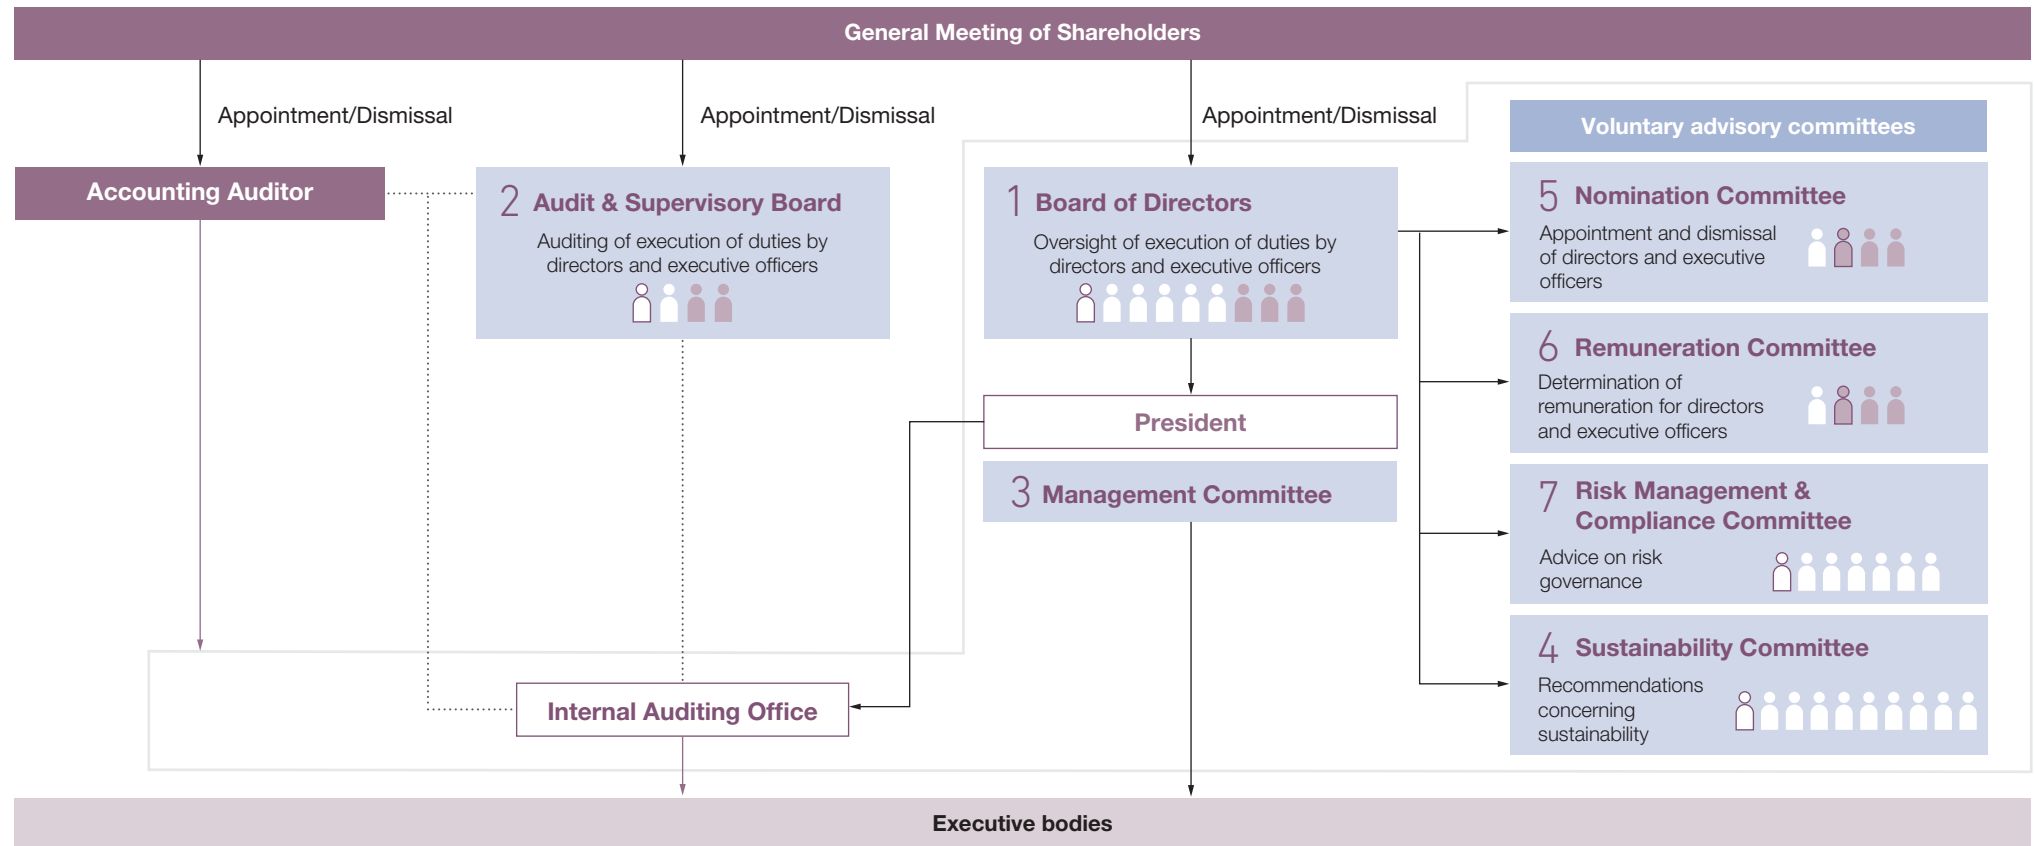 General Meeting of Shareholders
Appointment/Dismissal
Appointment/Dismissal
Appointment/Dismissal
Accounting Auditor
2 Audit & Supervisory Board
Auditing of execution of duties by
directors and executive officers
1 Board of Directors
Oversight of execution of duties by
directors and executive officers
President
3 Management Committee
Internal Auditing Office
Voluntary advisory committees
5 Nomination Committee
Appointment and dismissal
of directors and executive
officers
6 Remuneration Committee
Determination of
remuneration for directors
and executive officers
7 Risk Management &
Compliance Committee
Advice on risk
governance
4 Sustainability Committee
Recommendations
concerning
sustainability
Executive bodies